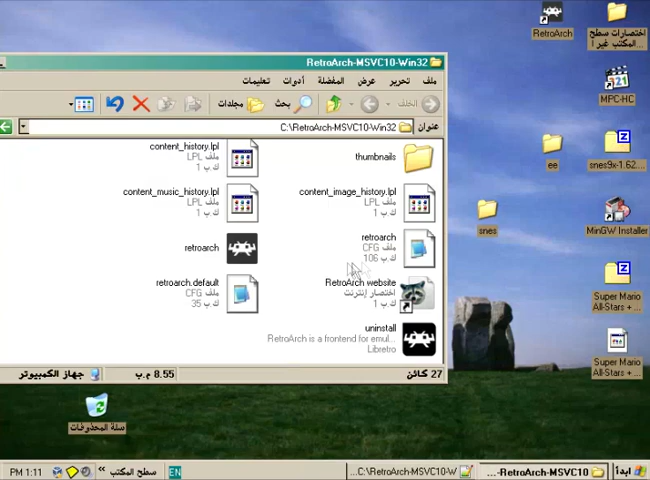 RetroArch-MSVC10-Win32
ملف تحرير عرض المفضلة أدوات تعليمات
الخلف بحث مجلدات
عنوان C:\RetroArch-MSVC10-Win32
thumbnails
content_history.lpl
ملف LPL
1 ك.ب
content_image_history.lpl
ملف LPL
1 ك.ب
content_music_history.lpl
ملف LPL
1 ك.ب
retroarch
ملف CFG
106 ك.ب
retroarch
RetroArch website
اختصار إنترنت
1 ك.ب
retroarch.default
ملف CFG
35 ك.ب
uninstall
RetroArch is a frontend for emul...
Libretro
27 كائن
8.55 م.ب
جهاز الكمبيوتر
اختصارات سطح
المكتب غير ا...
RetroArch
MPC-HC
snes9x-1.62...
ee
MinGW Installer
snes
Super Mario
All-Stars + ...
Super Mario
All-Stars + ...
سلة المحذوفات
ابدأ
RetroArch-MSVC10-...
C:\RetroArch-MSVC10-W...
EN
سطح المكتب »
1:11 PM